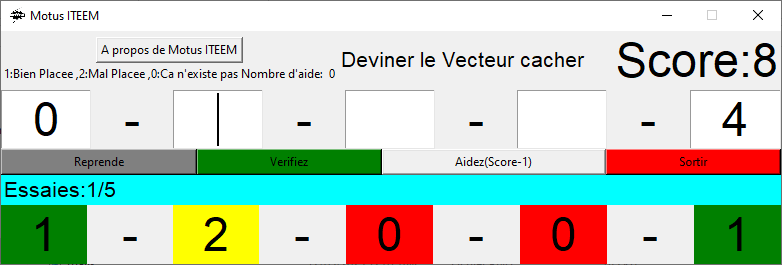 Motus ITEEM
A propos de Motus ITEEM
Deviner le Vecteur cacher
Score:8
1:Bien Placee ,2:Mal Placee ,0:Ca n'existe pas Nombre d'aide: 0
0 - - - - 4
Reprende Verifiez Aidez(Score-1) Sortir
Essaies:1/5
1 - 2 - 0 - 0 - 1